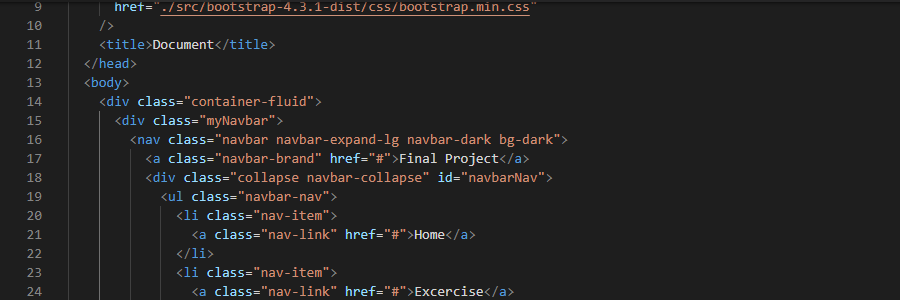 9 href="./src/bootstrap-4.3.1-dist/css/bootstrap.min.css"
10 />
11 <title>Document</title>
12 </head>
13 <body>
14 <div class="container-fluid">
15 <div class="myNavbar">
16 <nav class="navbar navbar-expand-lg navbar-dark bg-dark">
17 <a class="navbar-brand" href="#">Final Project</a>
18 <div class="collapse navbar-collapse" id="navbarNav">
19 <ul class="navbar-nav">
20 <li class="nav-item">
21 <a class="nav-link" href="#">Home</a>
22 </li>
23 <li class="nav-item">
24 <a class="nav-link" href="#">Excercise</a>